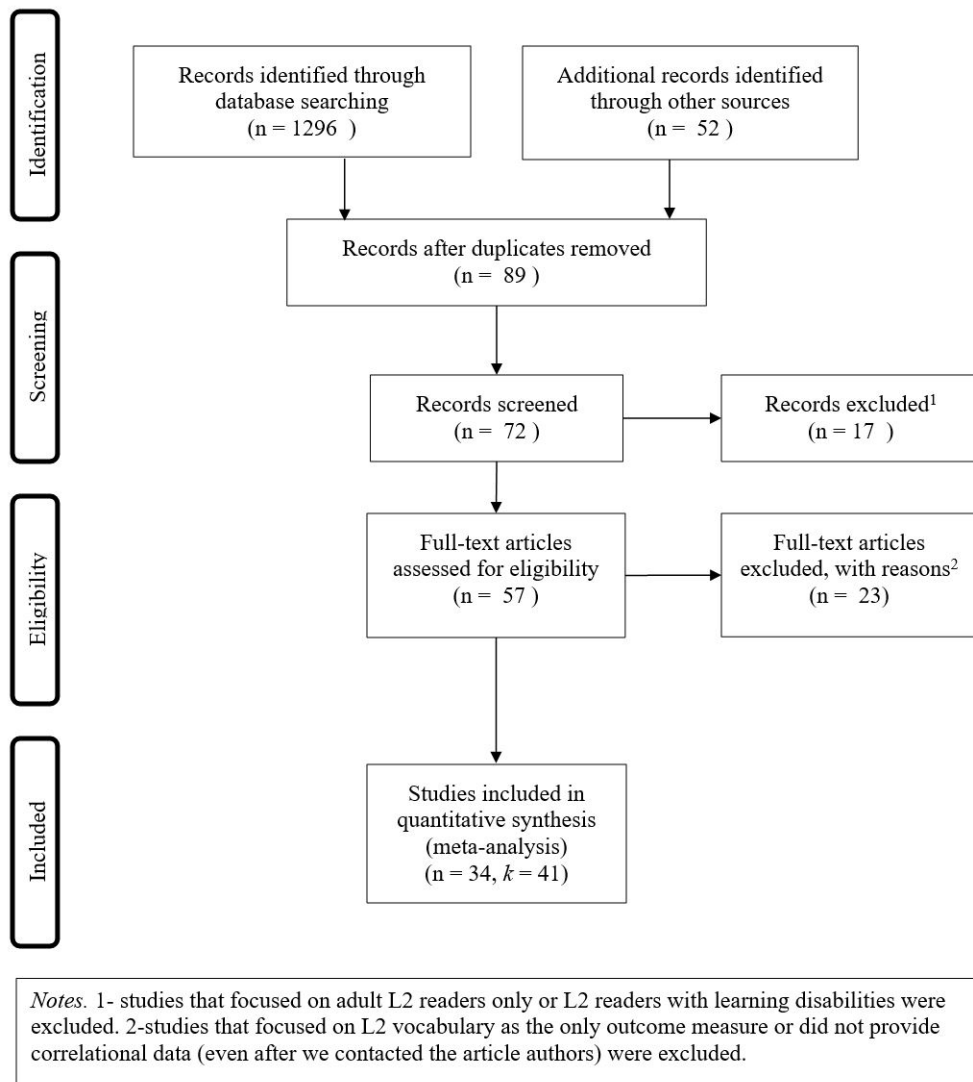 Identification
Records identified through
database searching
(n = 1296  )
Additional records identified
through other sources
(n =  52 )
Records after duplicates removed
(n =  89 )
Screening
Records screened
(n =  72 )
Records excluded¹
(n = 17  )
Eligibility
Full-text articles
assessed for eligibility
(n =  57 )
Full-text articles
excluded, with reasons²
(n =  23)
Included
Studies included in
quantitative synthesis
(meta-analysis)
(n = 34, k = 41)
Notes. 1- studies that focused on adult L2 readers only or L2 readers with learning disabilities were
excluded. 2-studies that focused on L2 vocabulary as the only outcome measure or did not provide
correlational data (even after we contacted the article authors) were excluded.